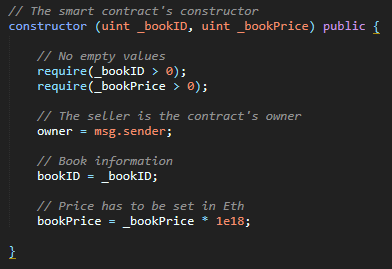 // The smart contract's constructor
constructor (uint _bookID, uint _bookPrice) public {
// No empty values
require(_bookID > 0);
require(_bookPrice > 0);
// The seller is the contract's owner
owner = msg.sender;
// Book information
bookID = _bookID;
// Price has to be set in Eth
bookPrice = _bookPrice * 1e18;
}